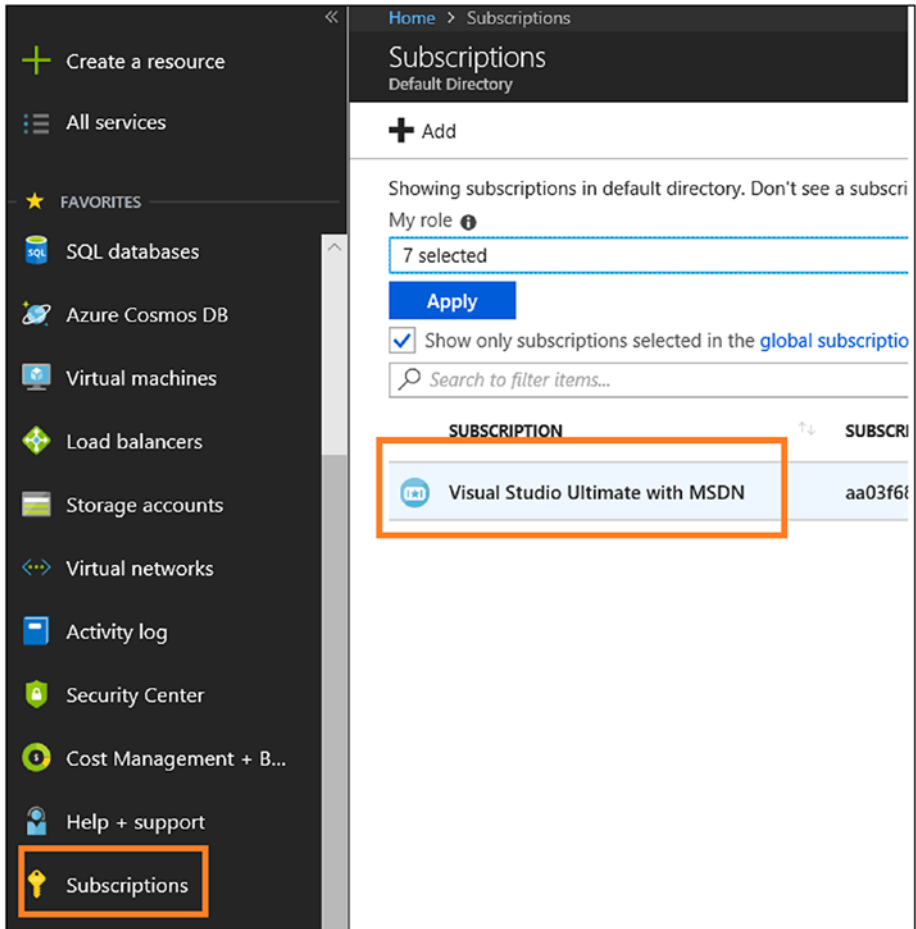 «
Create a resource
All services
FAVORITES
SQL databases
Azure Cosmos DB
Virtual machines
Load balancers
Storage accounts
Virtual networks
Activity log
Security Center
Cost Management + B...
Help + support
Subscriptions
Home > Subscriptions
Subscriptions
Default Directory
Add
Showing subscriptions in default directory. Don't see a subscri
My role
7 selected
Apply
Show only subscriptions selected in the global subscriptio
Search to filter items...
SUBSCRIPTION ↑↓ SUBSCRI
Visual Studio Ultimate with MSDN aa03f68